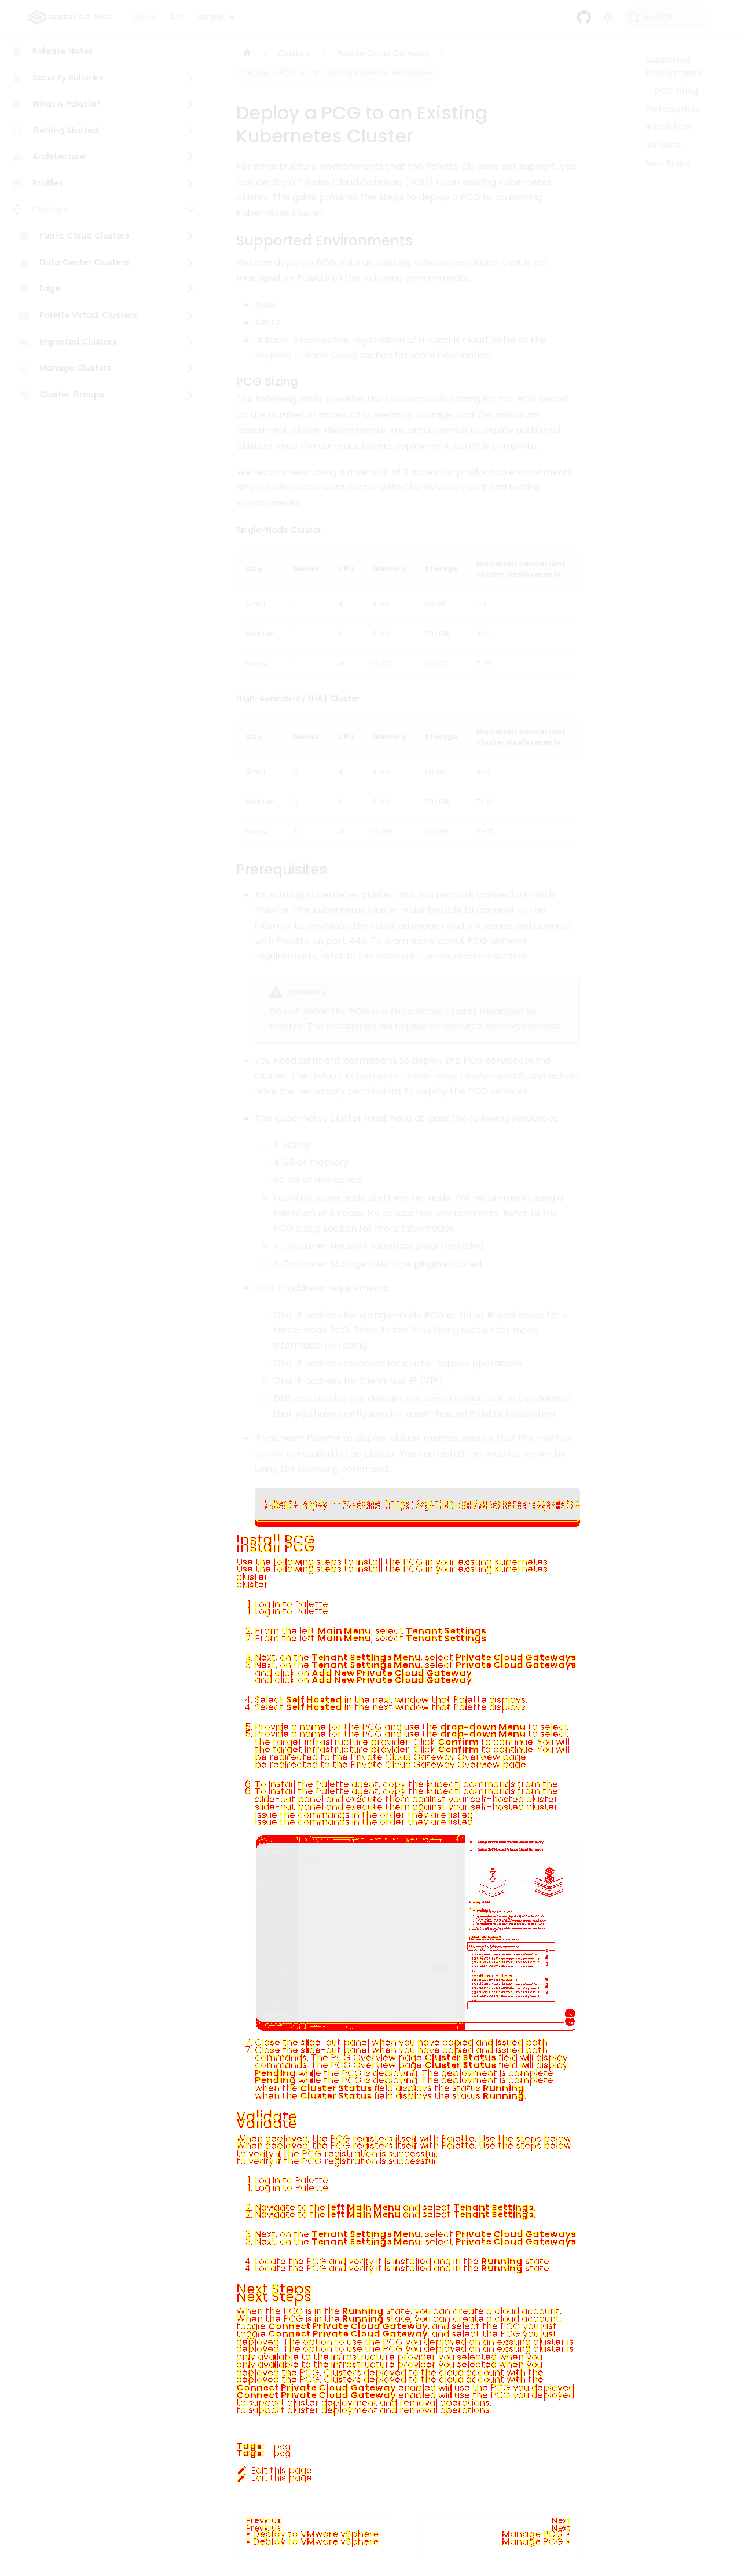 spectro cloud DOCS
Docs
API
latest
Search
Release Notes
Security Bulletins
What is Palette?
Getting Started
Architecture
Profiles
Clusters
Public Cloud Clusters
Data Center Clusters
Edge
Palette Virtual Clusters
Imported Clusters
Manage Clusters
Cluster Groups
Clusters
Private Cloud Gateway
Deploy a PCG to an Existing Kubernetes Cluster
Supported
Environments
PCG Sizing
Prerequisites
Install PCG
Validate
Next Steps
Deploy a PCG to an Existing
Kubernetes Cluster
For infrastructure environments that the Palette CLI does not support, you
can deploy a Private Cloud Gateway (PCG) to an existing Kubernetes
cluster. This guide provides the steps to deploy a PCG to an existing
Kubernetes cluster.
Supported Environments
You can deploy a PCG onto an existing Kubernetes cluster that is not
managed by Palette to the following environments:
AWS
Azure
Nutanix. Requires the registration of a Nutanix cloud. Refer to the
Register Nutanix Cloud section for more information.
PCG Sizing
The following table provides the recommended sizing for the PCG based
on the number of nodes, CPU, memory, storage, and the maximum
concurrent cluster deployments. You can continue to deploy additional
clusters once the current clusters deployment batch is complete.
We recommend using a minimum of 3 nodes for production environments.
Single node clusters are better suited for development and testing
environments.
Single-Node Cluster
Size Nodes CPU Memory Storage Maximum concurrent
cluster deployments
Small 1 4 4 GB 60 GB 1-3
Medium 1 8 8 GB 100 GB
Large 1 16 16 GB 7-10
High-Availability (HA) Cluster
Size Nodes CPU Memory Storage Maximum concurrent
cluster deployments
Small 3 4 4 GB 60 GB
Medium 3 8 8 GB 100 GB
Large 3 16 16 GB
Prerequisites
An existing Kubernetes cluster that has network connectivity with
Palette. The Kubernetes cluster must be able to connect to the
internet to download the required images and packages and connect
with Palette on port 443. To learn more about PCG network
requirements, refer to the Network Communication section.
WARNING
Do not install the PCG in a Kubernetes cluster managed by
Palette. The installation will fail due to resource naming conflicts.
You need sufficient permissions to deploy the PCG services in the
cluster. The default Kubernetes cluster roles cluster-admin and admin
have the necessary permissions to deploy the PCG services.
The Kubernetes cluster must have at least the following resources:
4 vCPUs
4 GB of memory
60 GB of disk space
1 control plane node and 1 worker node. We recommend using a
minimum of 3 nodes for production environments. Refer to the
PCG Sizing section for more information.
A Container Network Interface plugin installed.
A Container Storage Interface plugin installed.
PCG IP address requirements:
One IP address for a single-node PCG or three IP addresses for a
three-node PCG. Refer to the PCG Sizing section for more
information on sizing.
One IP address reserved for cluster repave operations.
One IP address for the Virtual IP (VIP).
DNS can resolve the domain api.spectrocloud.com or the domain
that you have configured for a self-hosted Palette installation.
If you want Palette to display cluster metrics, ensure that the metrics
server is installed in the cluster. You can install the metrics server by
using the following command.
Install PCG
Use the following steps to install the PCG in your existing Kubernetes
cluster.
1. Log in to Palette.
2. From the left Main Menu, select Tenant Settings.
3. Next, on the Tenant Settings Menu, select Private Cloud Gateways
and click on Add New Private Cloud Gateway.
4. Select Self Hosted in the next window that Palette displays.
5. Provide a name for the PCG and use the drop-down Menu to select
the target infrastructure provider. Click Confirm to continue. You will
be redirected to the Private Cloud Gateway Overview page.
6. To install the Palette agent, copy the kubectl commands from the
slide-out panel and execute them against your self-hosted cluster.
Issue the commands in the order they are listed.
7. Close the slide-out panel when you have copied and issued both
commands. The PCG Overview page Cluster Status field will display
Pending while the PCG is deploying. The deployment is complete
when the Cluster Status field displays the status Running.
Validate
When deployed, the PCG registers itself with Palette. Use the steps below
to verify if the PCG registration is successful.
1. Log in to Palette.
2. Navigate to the left Main Menu and select Tenant Settings.
3. Next, on the Tenant Settings Menu, select Private Cloud Gateways.
4. Locate the PCG and verify it is installed and in the Running state.
Next Steps
When the PCG is in the Running state, you can create a cloud account,
toggle Connect Private Cloud Gateway, and select the PCG you just
deployed. The option to use the PCG you deployed on an existing cluster is
only available to the infrastructure provider you selected when you
deployed the PCG. Clusters deployed to the cloud account with the
Connect Private Cloud Gateway enabled will use the PCG you deployed
to support cluster deployment and removal operations.
Tags: pcg
Edit this page
Previous
« Deploy to VMware vSphere
Next
Manage PCG »